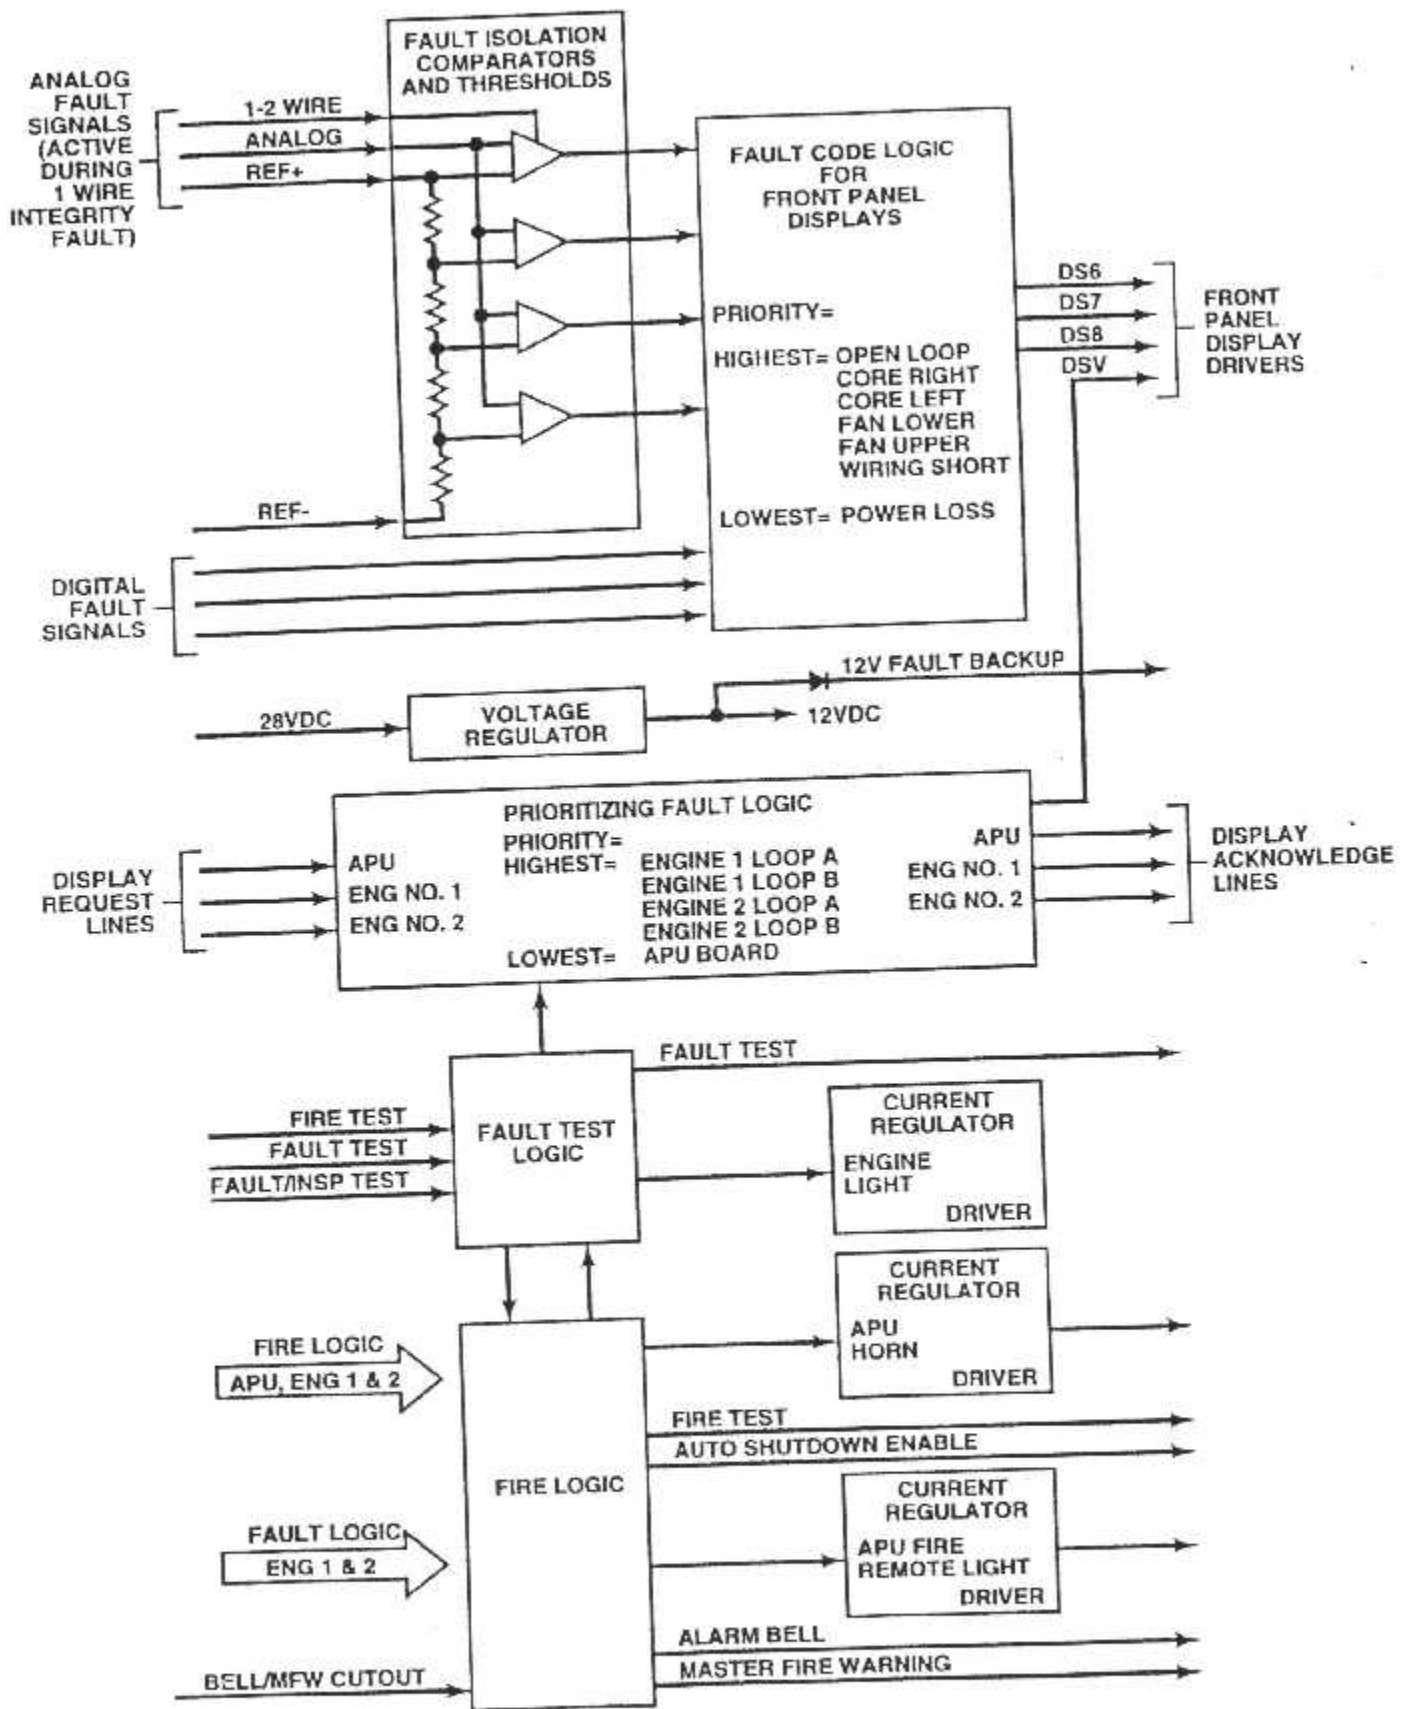 FAULT ISOLATION
COMPARATORS
AND THRESHOLDS
ANALOG
FAULT
SIGNALS
(ACTIVE
DURING
1 WIRE
INTEGRITY
FAULT)
1-2 WIRE
ANALOG
REF+
REF-
FAULT CODE LOGIC
FOR
FRONT PANEL
DISPLAYS
PRIORITY=
HIGHEST= OPEN LOOP
CORE RIGHT
CORE LEFT
FAN LOWER
FAN UPPER
WIRING SHORT
LOWEST= POWER LOSS
DS6
DS7
DS8
DSV
FRONT
PANEL
DISPLAY
DRIVERS
DIGITAL
FAULT
SIGNALS
28VDC
VOLTAGE
REGULATOR
12V FAULT BACKUP
12VDC
PRIORITIZING FAULT LOGIC
PRIORITY=
HIGHEST= ENGINE 1 LOOP A
ENGINE 1 LOOP B
ENGINE 2 LOOP A
ENGINE 2 LOOP B
LOWEST= APU BOARD
DISPLAY
REQUEST
LINES
APU
ENG NO. 1
ENG NO. 2
APU
ENG NO. 1
ENG NO. 2
DISPLAY
ACKNOWLEDGE
LINES
FAULT TEST
FIRE TEST
FAULT TEST
FAULT/INSP TEST
FAULT TEST
LOGIC
CURRENT
REGULATOR
ENGINE
LIGHT
DRIVER
CURRENT
REGULATOR
APU
HORN
DRIVER
FIRE LOGIC
APU, ENG 1 & 2
FIRE TEST
AUTO SHUTDOWN ENABLE
FIRE LOGIC
CURRENT
REGULATOR
APU FIRE
REMOTE LIGHT
DRIVER
FAULT LOGIC
ENG 1 & 2
ALARM BELL
MASTER FIRE WARNING
BELL/MFW CUTOUT